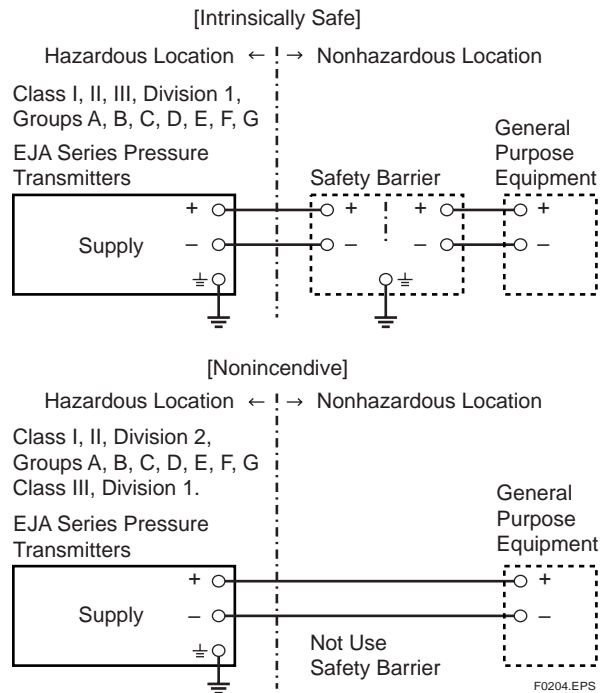 [Intrinsically Safe]
Hazardous Location ← → Nonhazardous Location
Class I, II, III, Division 1,
Groups A, B, C, D, E, F, G
EJA Series Pressure
Transmitters
Safety Barrier
General
Purpose
Equipment
+ + + +
Supply – – – –
[Nonincendive]
Hazardous Location ← → Nonhazardous Location
Class I, II, Division 2,
Groups A, B, C, D, E, F, G
Class III, Division 1.
EJA Series Pressure
Transmitters
General
Purpose
Equipment
+ +
Supply – –
Not Use
Safety Barrier
F0204.EPS